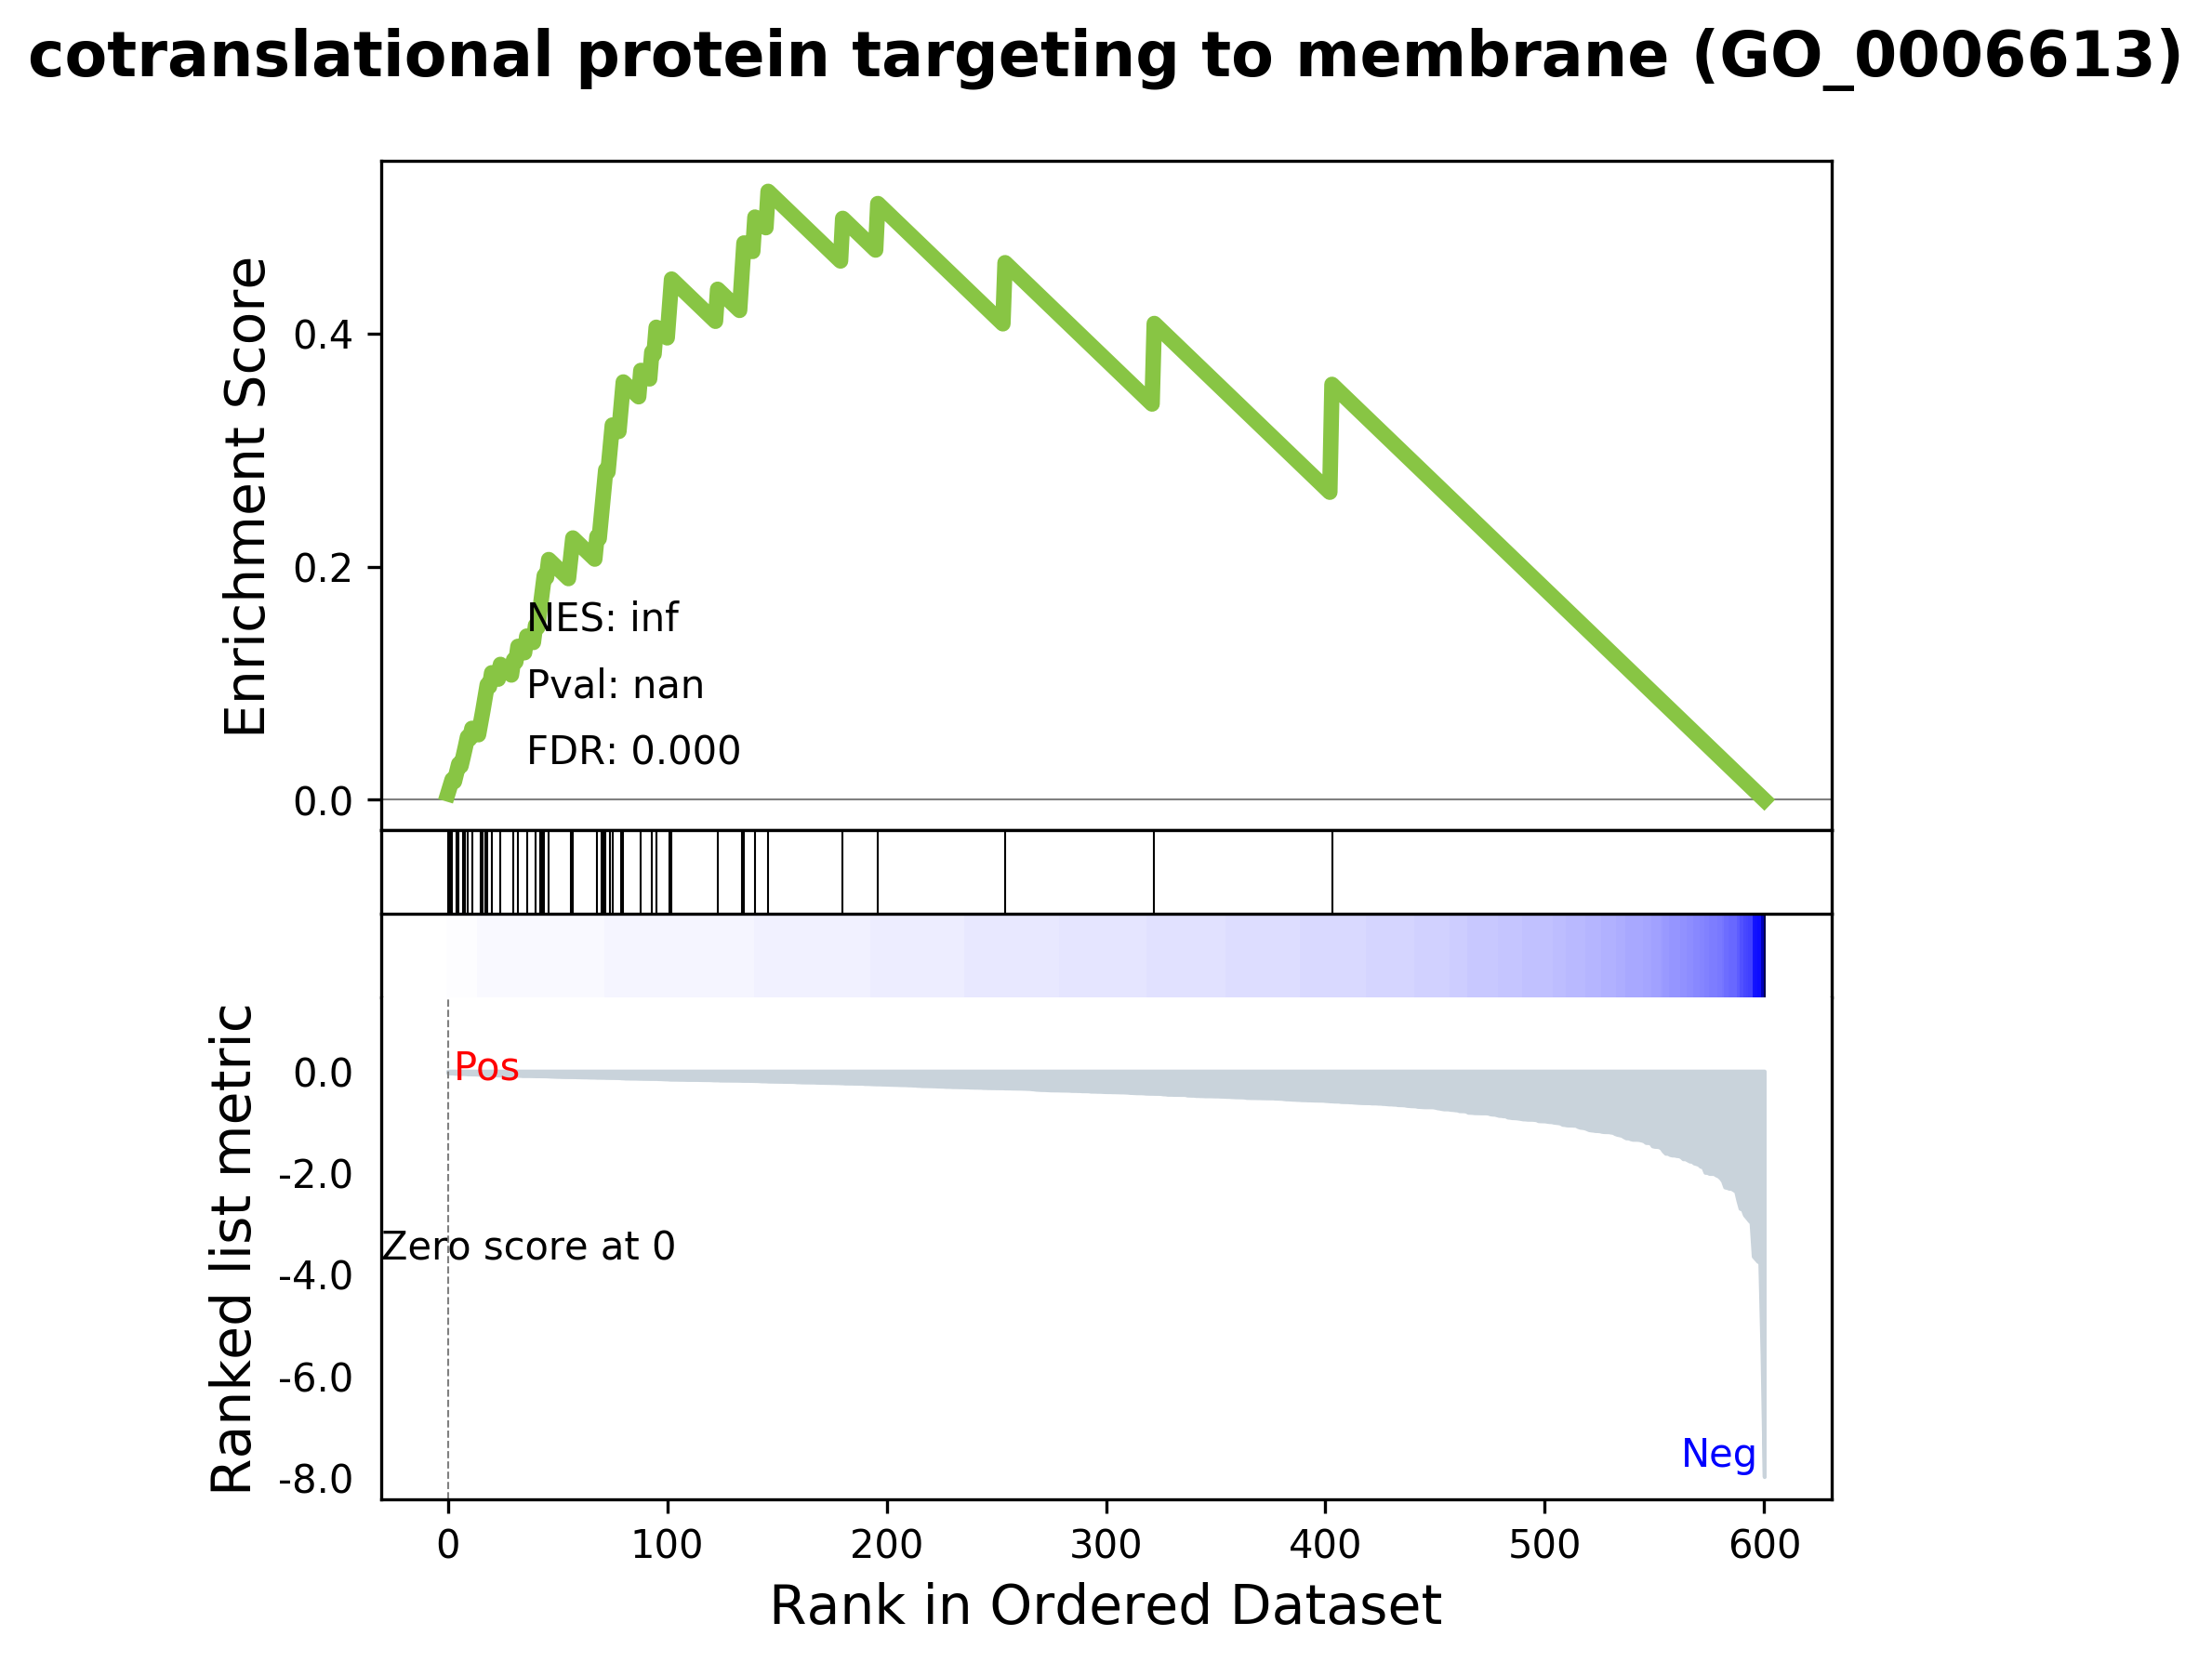 cotranslational protein targeting to membrane (GO_0006613)
Enrichment Score
0.4
0.2
0.0
NES: inf
Pval: nan
FDR: 0.000
Ranked list metric
0.0
-2.0
-4.0
-6.0
-8.0
Pos
Zero score at 0
Neg
0 100 200 300 400 500 600
Rank in Ordered Dataset